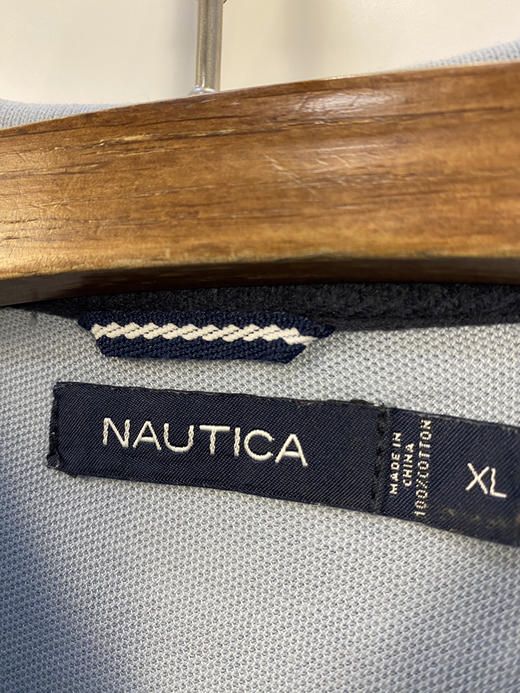 NAUTICA
MADE IN
CHINA
100% COTTON
XL